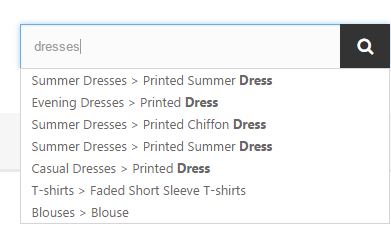 dresses
Summer Dresses > Printed Summer Dress
Evening Dresses > Printed Dress
Summer Dresses > Printed Chiffon Dress
Summer Dresses > Printed Summer Dress
Casual Dresses > Printed Dress
T-shirts > Faded Short Sleeve T-shirts
Blouses > Blouse